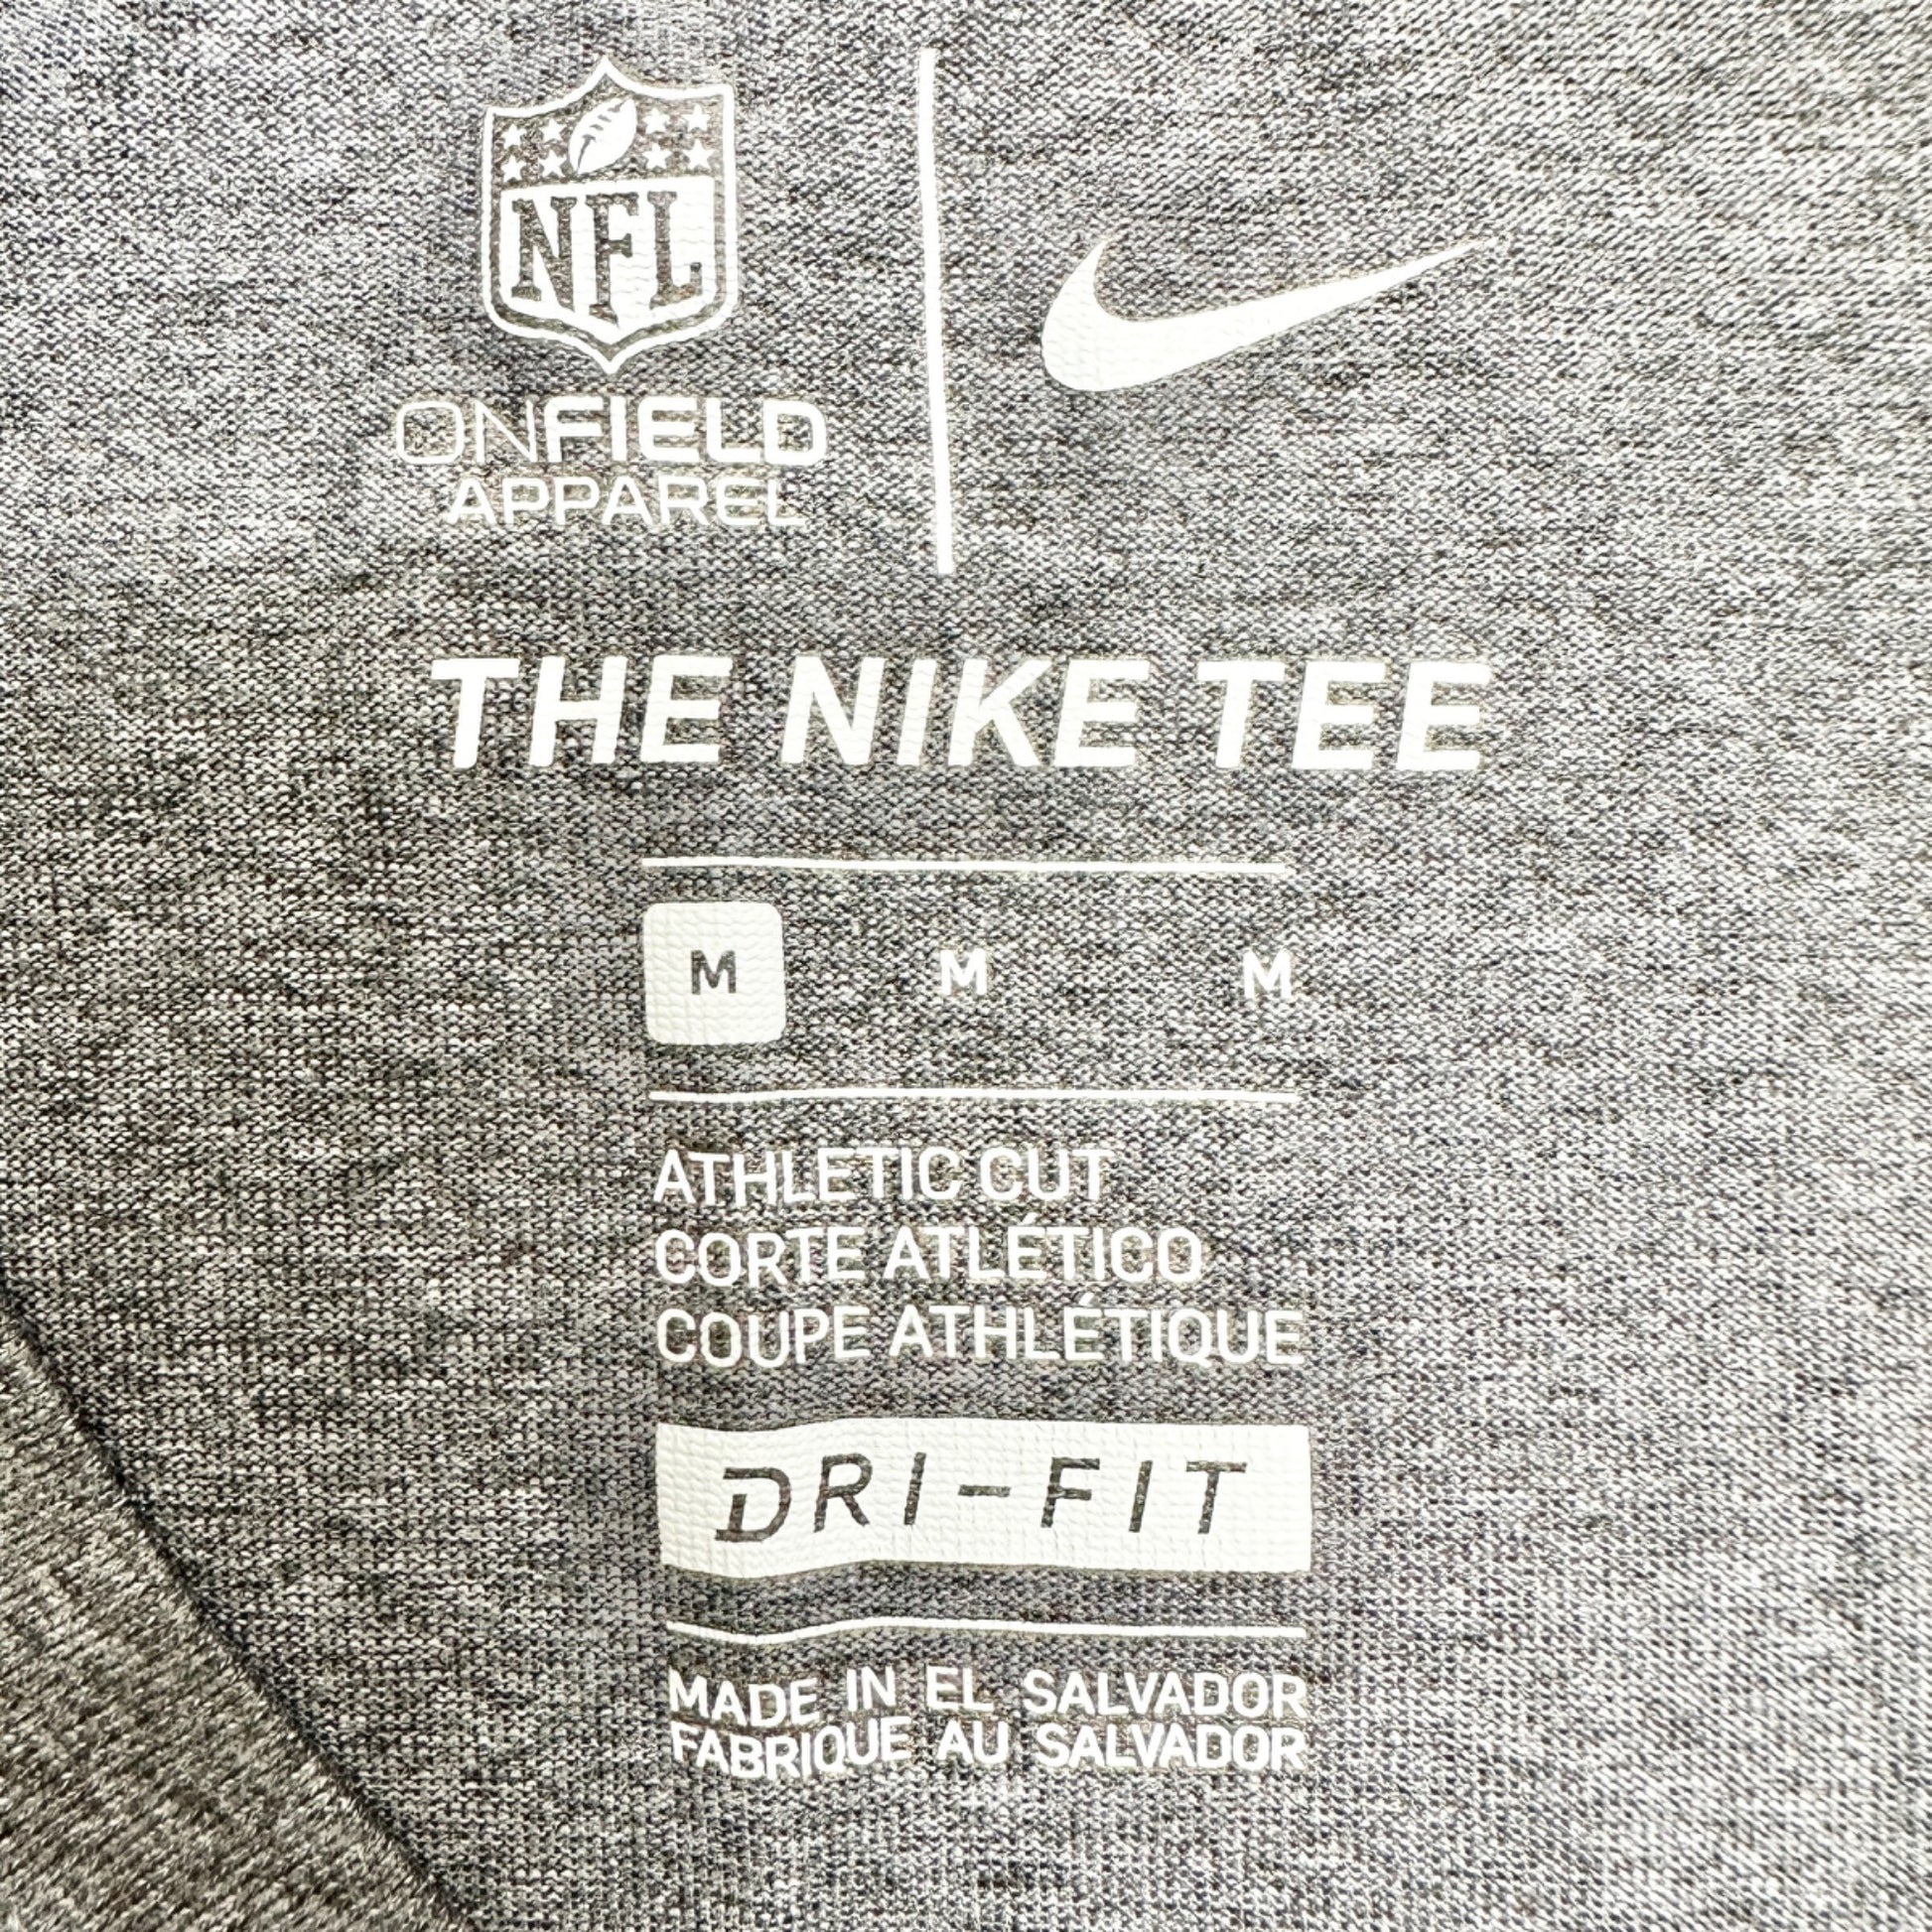 NFL
ONFIELD
APPAREL
THE NIKE TEE
M M M
ATHLETIC CUT
CORTE ATLÉTICO
COUPE ATHLÉTIQUE
DRI-FIT
MADE IN EL SALVADOR
FABRIQUE AU SALVADOR